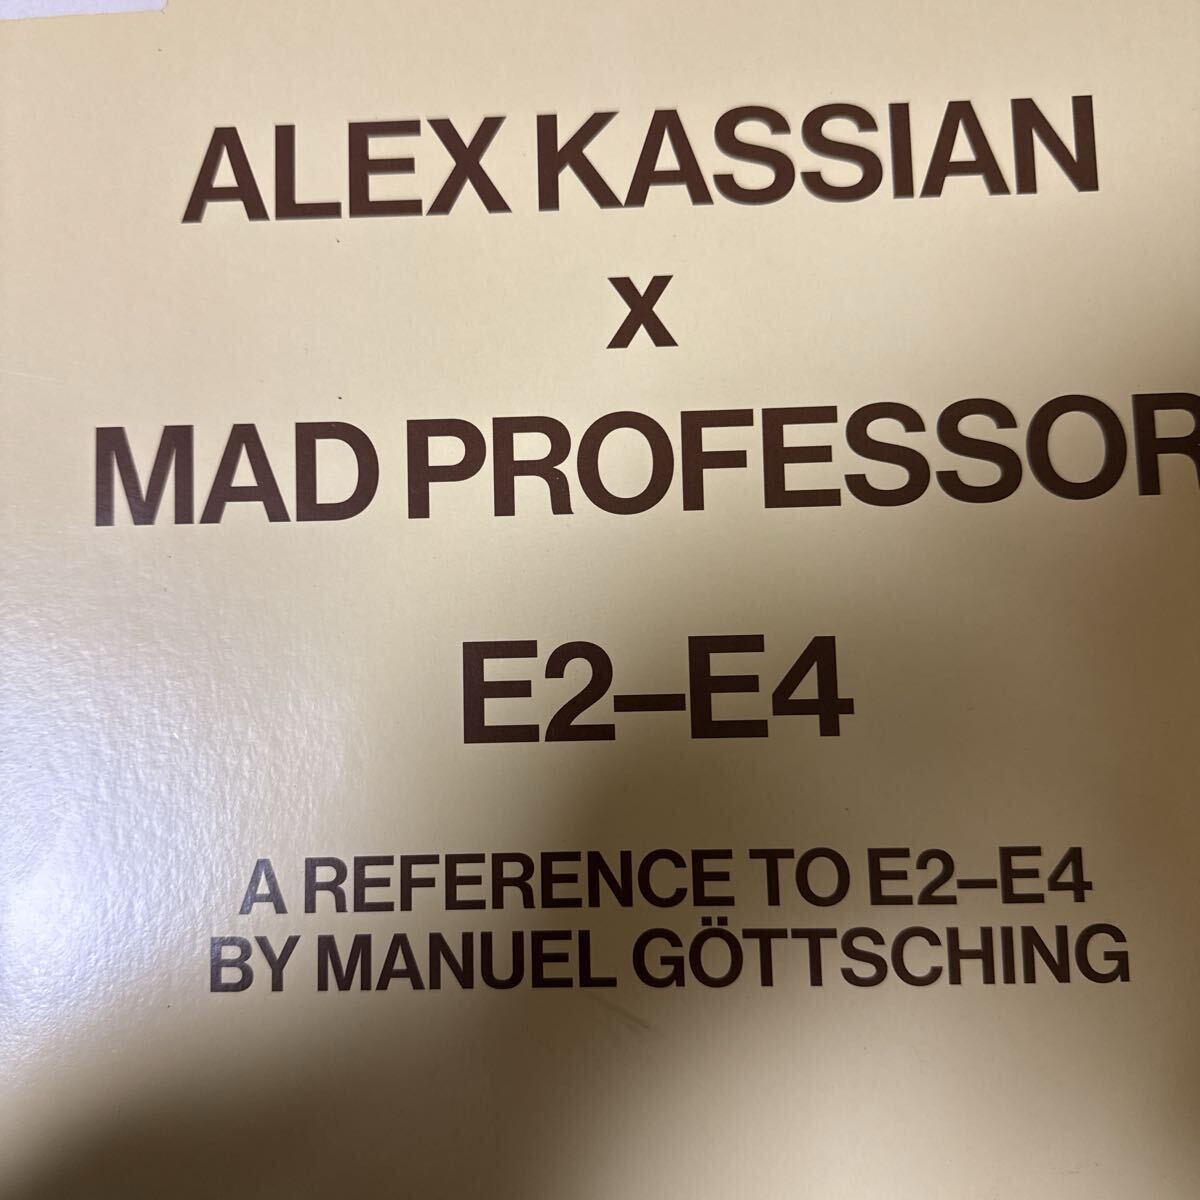 ALEX KASSIAN
X
MAD PROFESSOR
E2–E4
A REFERENCE TO E2–E4
BY MANUEL GÖTTSCHING